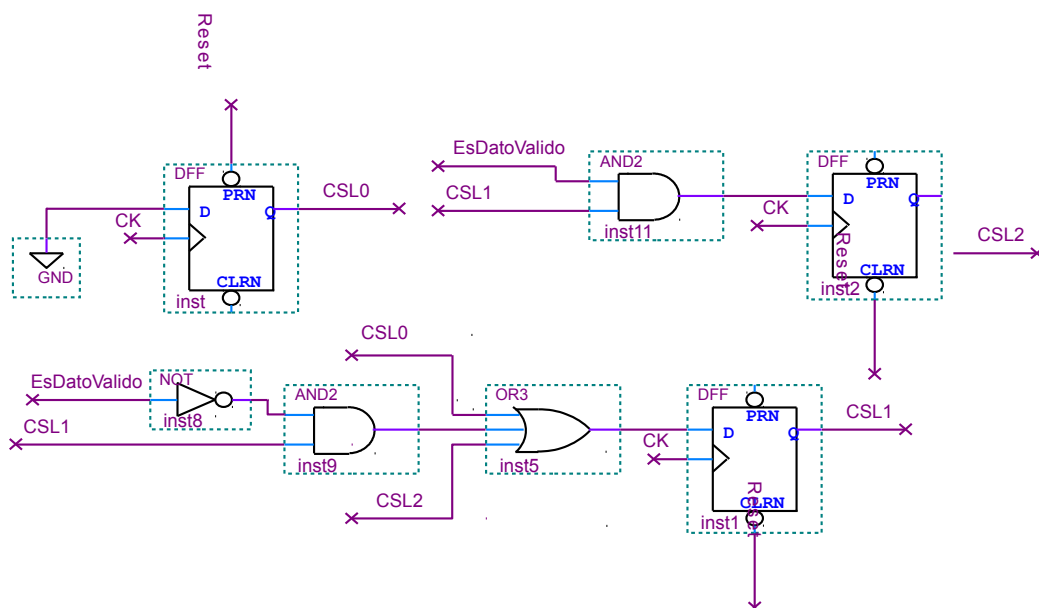 Reset
DFF
PRN
D
Q
CSL0
CK
GND
CLRN
inst
EsDatoValido
CSL1
AND2
inst11
DFF
PRN
D
Q
CK
Reset
CLRN
inst2
CSL2
CSL0
EsDatoValido
NOT
inst8
CSL1
AND2
inst9
OR3
inst5
CSL2
DFF
PRN
D
Q
CSL1
CK
Reset
CLRN
inst1